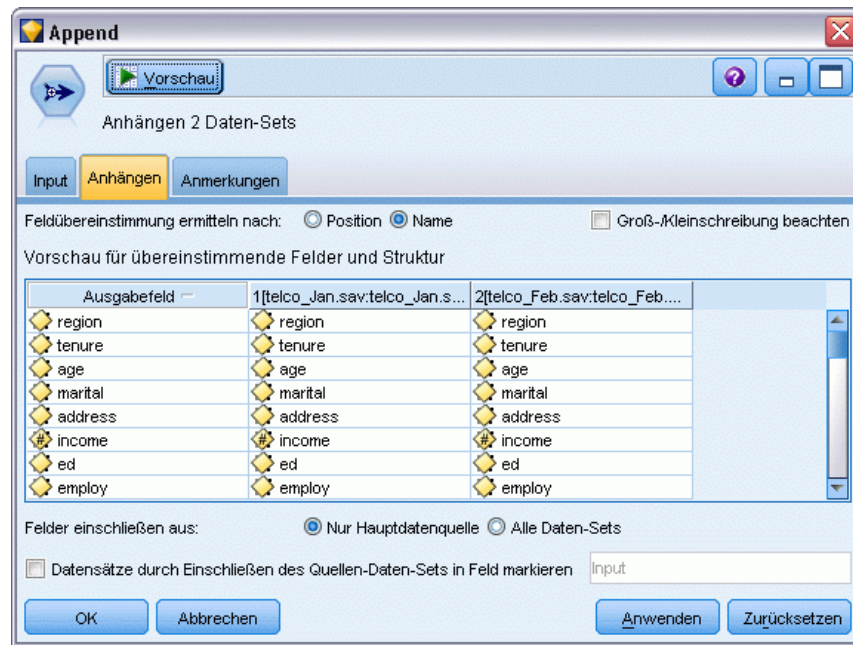 Append
Vorschau
Anhängen 2 Daten-Sets
Input Anhängen Anmerkungen
Feldübereinstimmung ermitteln nach: Position Name Groß-/Kleinschreibung beachten
Vorschau für übereinstimmende Felder und Struktur
Ausgabefeld 1[telco_Jan.sav:telco_Jan.s... 2[telco_Feb.sav:telco_Feb....
region region region
tenure tenure tenure
age age age
marital marital marital
address address address
income income income
ed ed ed
employ employ employ
Felder einschließen aus: Nur Hauptdatenquelle Alle Daten-Sets
Datensätze durch Einschließen des Quellen-Daten-Sets in Feld markieren Input
OK Abbrechen Anwenden Zurücksetzen